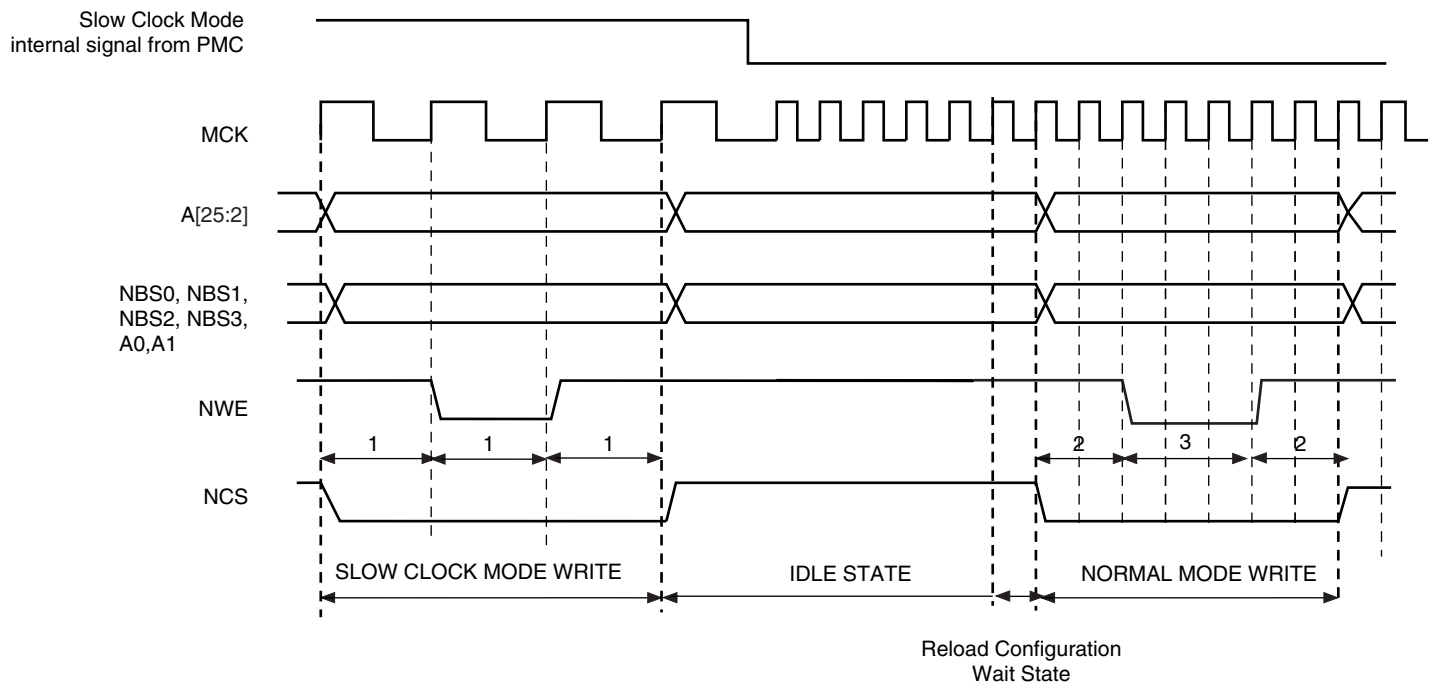 Slow Clock Mode
internal signal from PMC
MCK
A[25:2]
NBS0, NBS1,
NBS2, NBS3,
A0,A1
NWE
1 1 1 2 3 2
NCS
SLOW CLOCK MODE WRITE IDLE STATE NORMAL MODE WRITE
Reload Configuration
Wait State